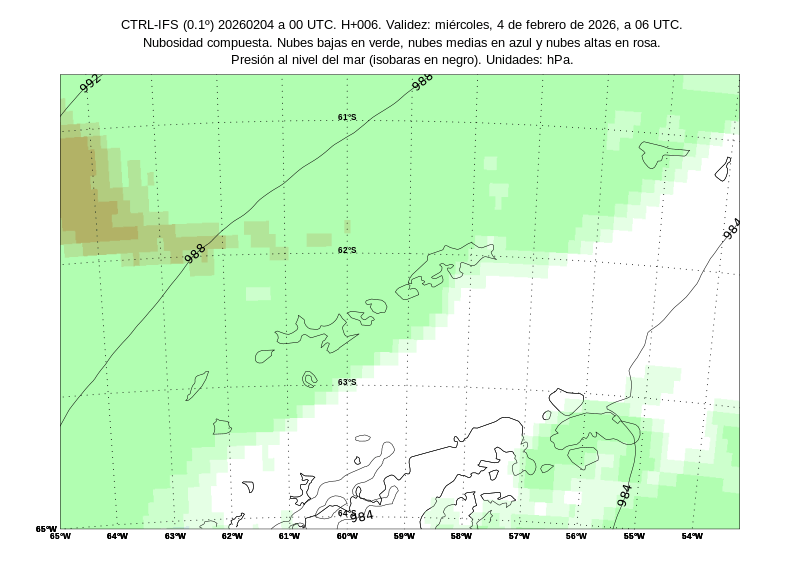 CTRL-IFS (0.1º) 20260204 a 00 UTC. H+006. Validez: miércoles, 4 de febrero de 2026, a 06 UTC.
Nubosidad compuesta. Nubes bajas en verde, nubes medias en azul y nubes altas en rosa.
Presión al nivel del mar (isobaras en negro). Unidades: hPa.
992
988
61°S
984
988
62°S
63°S
984
64°S
984
65°W
65°W 64°W 63°W 62°W 61°W 60°W 59°W 58°W 57°W 56°W 55°W 54°W